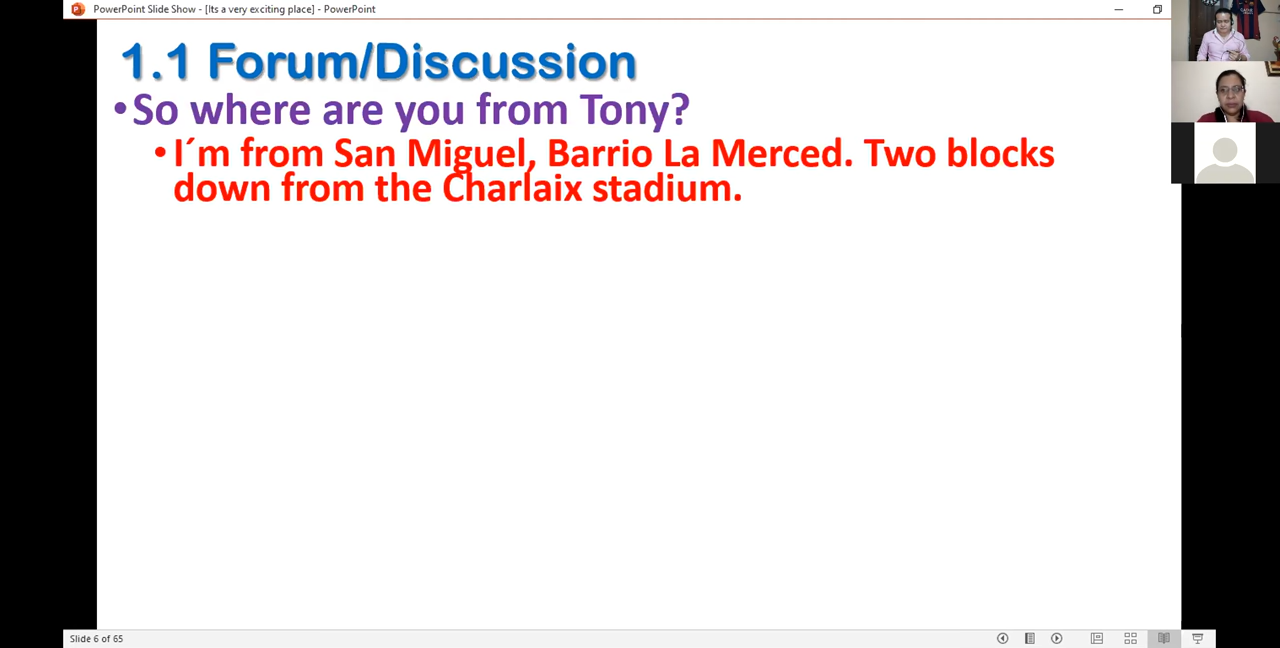 PowerPoint Slide Show - [Its a very exciting place] - PowerPoint
1.1 Forum/Discussion
•So where are you from Tony?
•I´m from San Miguel, Barrio La Merced. Two blocks
down from the Charlaix stadium.
Slide 6 of 65